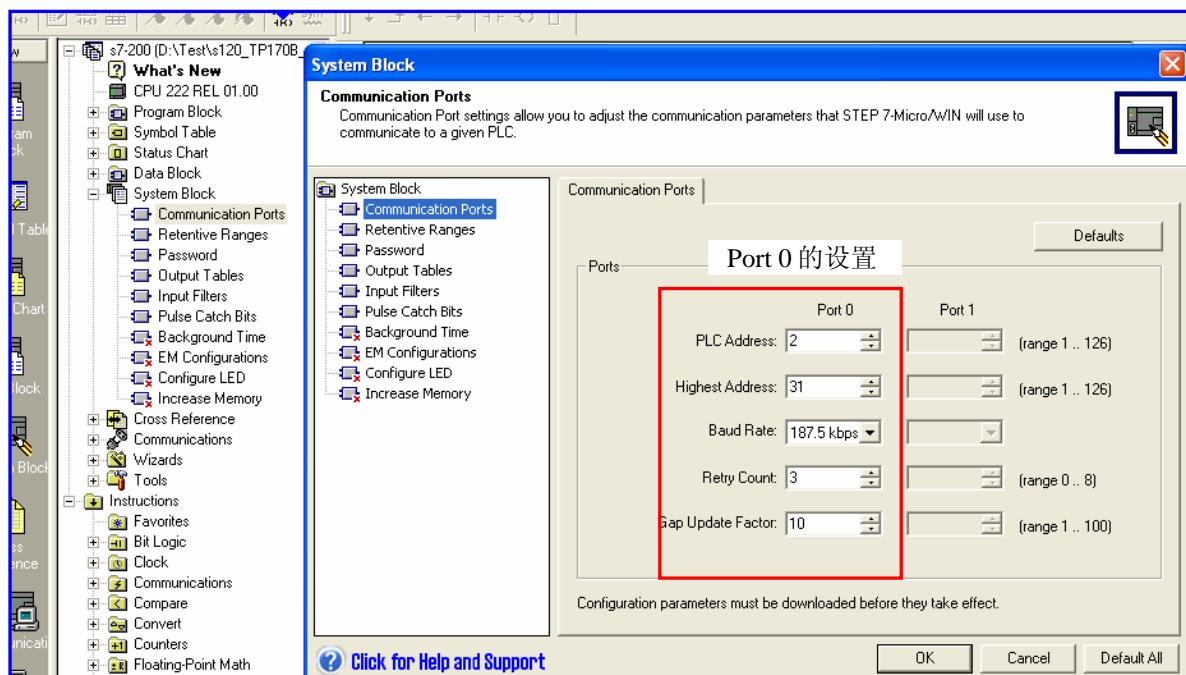 s7-200 (D:\Test\s120_TP170B_
What's New
CPU 222 REL 01.00
Program Block
Symbol Table
Status Chart
Data Block
System Block
Communication Ports
Retentive Ranges
Password
Output Tables
Input Filters
Pulse Catch Bits
Background Time
EM Configurations
Configure LED
Increase Memory
Cross Reference
Communications
Wizards
Tools
Instructions
Favorites
Bit Logic
Clock
Communications
Compare
Convert
Counters
Floating-Point Math
System Block
Communication Ports
Communication Port settings allow you to adjust the communication parameters that STEP 7-Micro/WIN will use to
communicate to a given PLC.
System Block
Communication Ports
Retentive Ranges
Password
Output Tables
Input Filters
Pulse Catch Bits
Background Time
EM Configurations
Configure LED
Increase Memory
Communication Ports
Defaults
Port 0 的设置
Ports
Port 0 Port 1
PLC Address: 2 (range 1 .. 126)
Highest Address: 31 (range 1 .. 126)
Baud Rate: 187.5 kbps
Retry Count: 3 (range 0 .. 8)
Gap Update Factor: 10 (range 1 .. 100)
Configuration parameters must be downloaded before they take effect.
Click for Help and Support
OK Cancel Default All